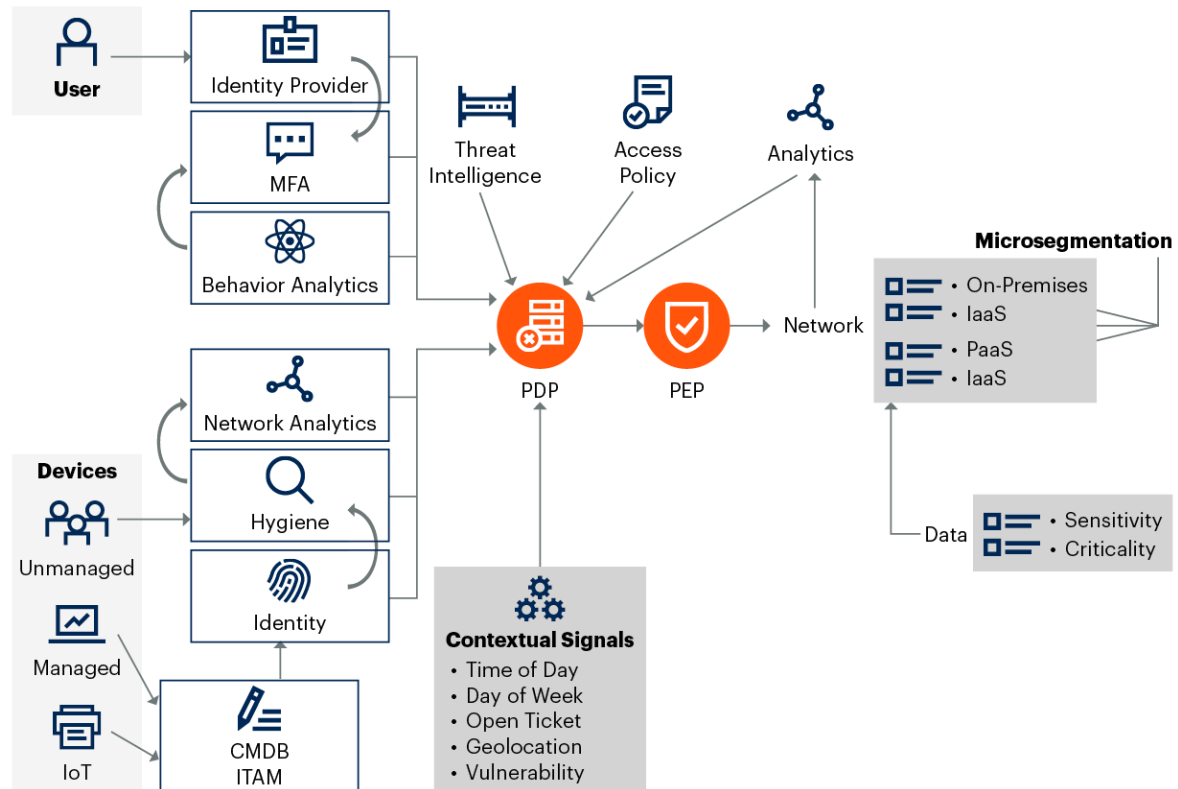 User
Identity Provider
MFA
Behavior Analytics
Threat
Intelligence
Access
Policy
Analytics
Microsegmentation
• On-Premises
• IaaS
• PaaS
• IaaS
Network
PDP
PEP
Network Analytics
Devices
Hygiene
Unmanaged
Identity
Managed
CMDB
ITAM
IoT
Contextual Signals
• Time of Day
• Day of Week
• Open Ticket
• Geolocation
• Vulnerability
Data
• Sensitivity
• Criticality